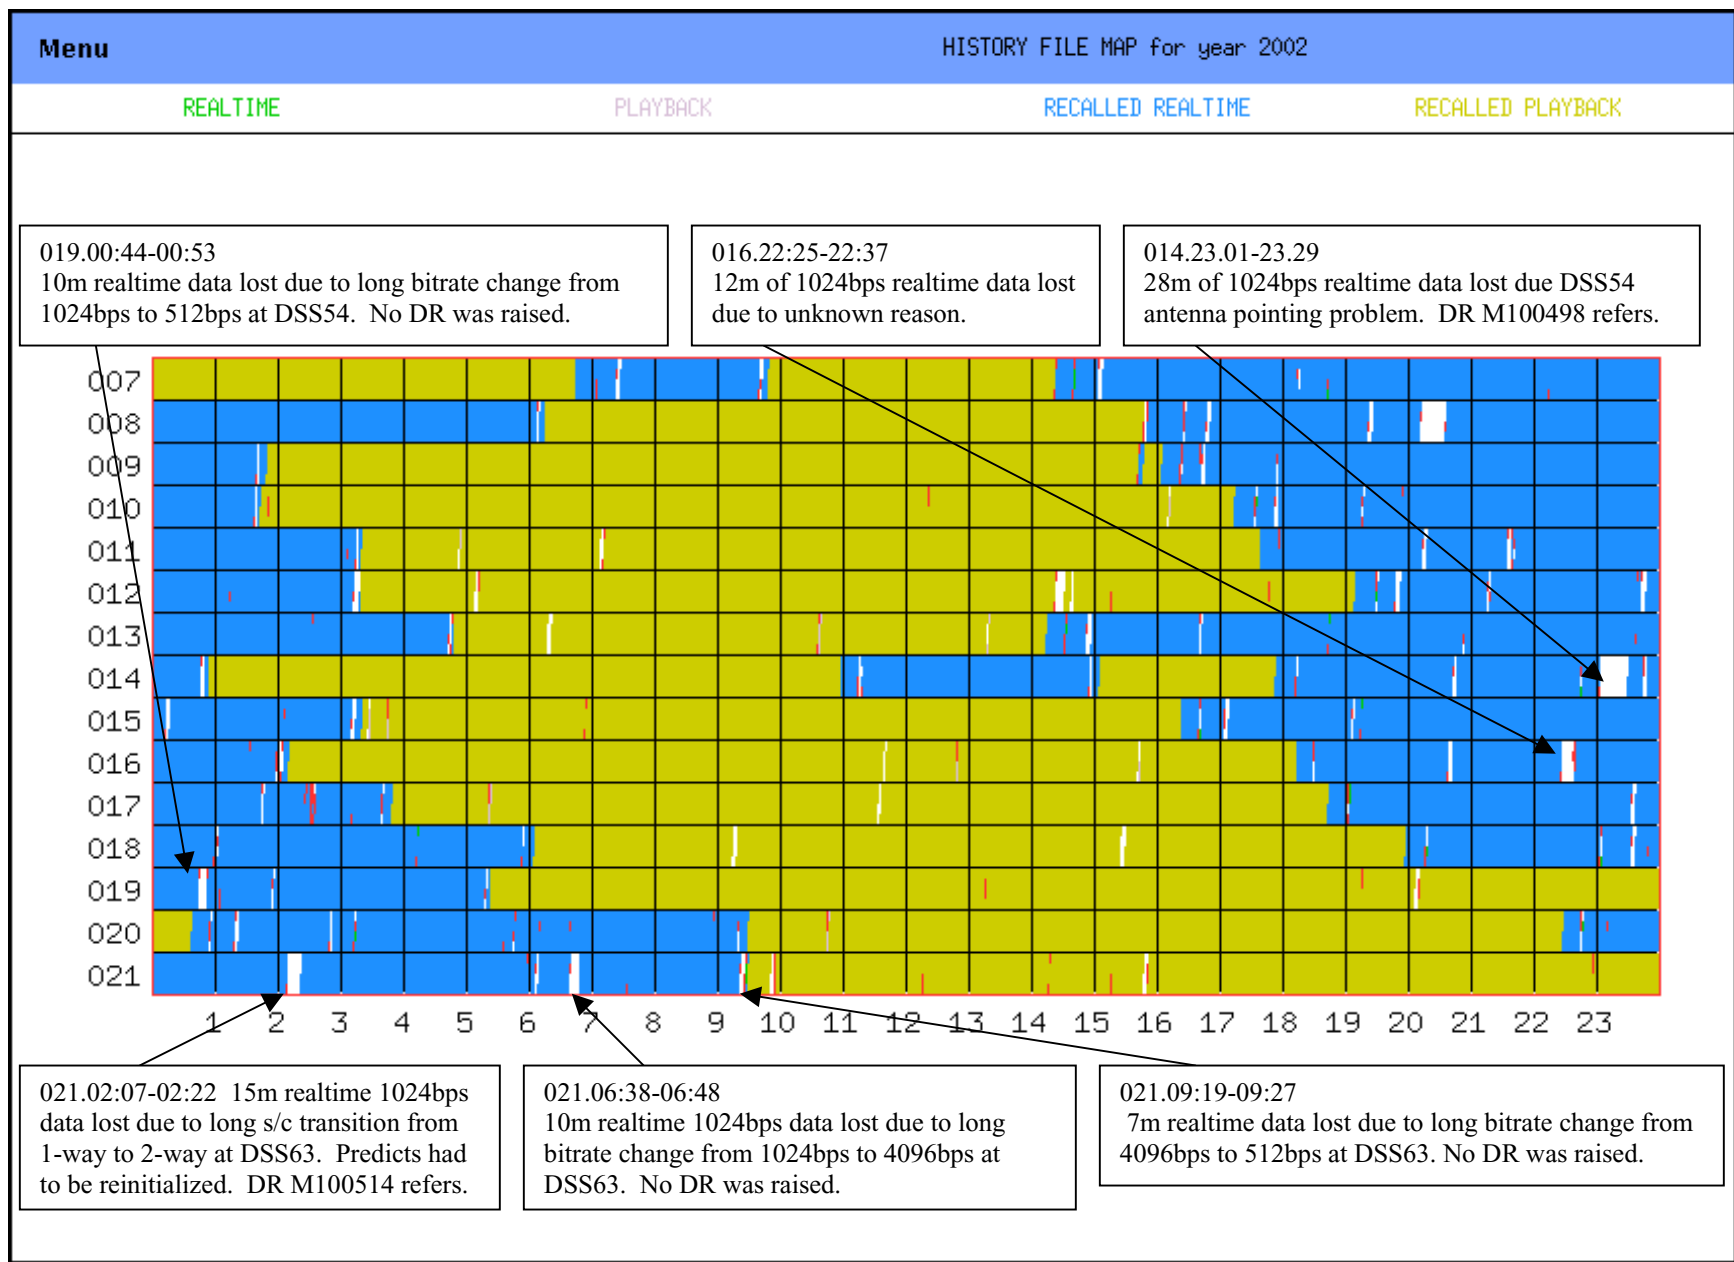 Menu
HISTORY FILE MAP for year 2002
REALTIME PLAYBACK RECALLED REALTIME RECALLED PLAYBACK
019.00:44-00:53
10m realtime data lost due to long bitrate change from
1024bps to 512bps at DSS54.  No DR was raised.
016.22:25-22:37
12m of 1024bps realtime data lost
due to unknown reason.
014.23.01-23.29
28m of 1024bps realtime data lost due DSS54
antenna pointing problem.  DR M100498 refers.
007
008
009
010
011
012
013
014
015
016
017
018
019
020
021
1 2 3 4 5 6 7 8 9 10 11 12 13 14 15 16 17 18 19 20 21 22 23
021.02:07-02:22  15m realtime 1024bps
data lost due to long s/c transition from
1-way to 2-way at DSS63.  Predicts had
to be reinitialized.  DR M100514 refers.
021.06:38-06:48
10m realtime 1024bps data lost due to long
bitrate change from 1024bps to 4096bps at
DSS63.  No DR was raised.
021.09:19-09:27
7m realtime data lost due to long bitrate change from
4096bps to 512bps at DSS63. No DR was raised.